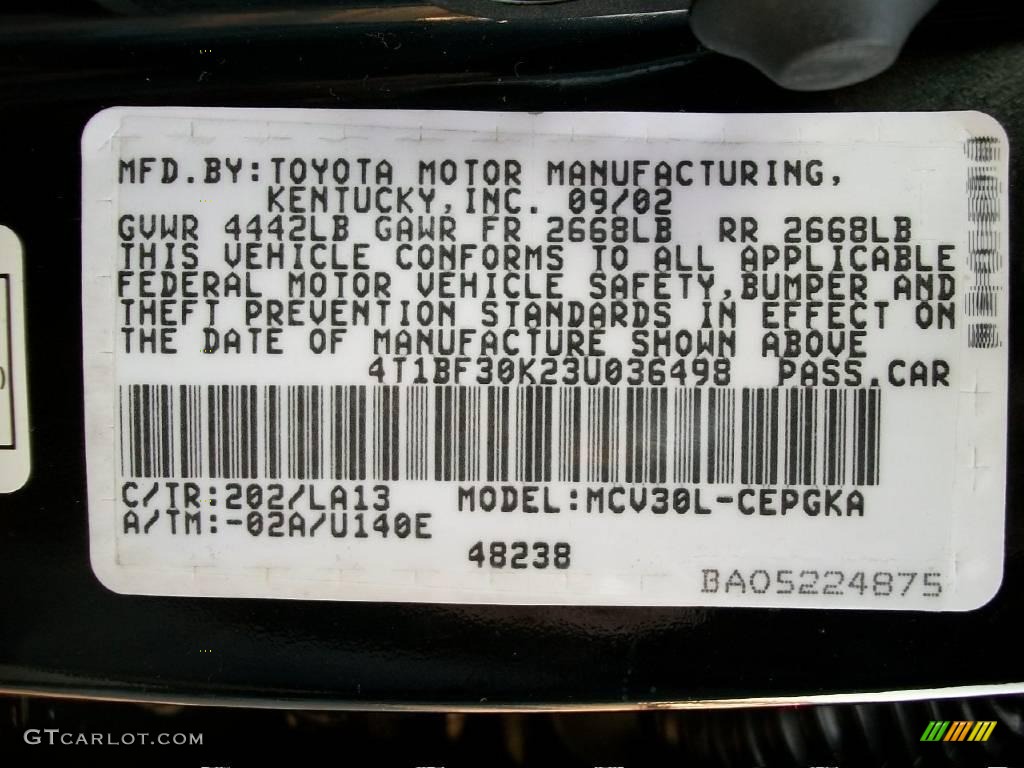 MFD.BY:TOYOTA MOTOR MANUFACTURING,
KENTUCKY,INC. 09/02
GVWR 4442LB GAWR FR 2668LB RR 2668LB
THIS VEHICLE CONFORMS TO ALL APPLICABLE
FEDERAL MOTOR VEHICLE SAFETY,BUMPER AND
THEFT PREVENTION STANDARDS IN EFFECT ON
THE DATE OF MANUFACTURE SHOWN ABOVE
4T1BF30K23U036498 PASS.CAR
C/TR:202/LA13 MODEL:MCV30L-CEPGKA
A/TM:-02A/U140E
48238
BA05224875
GTCARLOT.COM